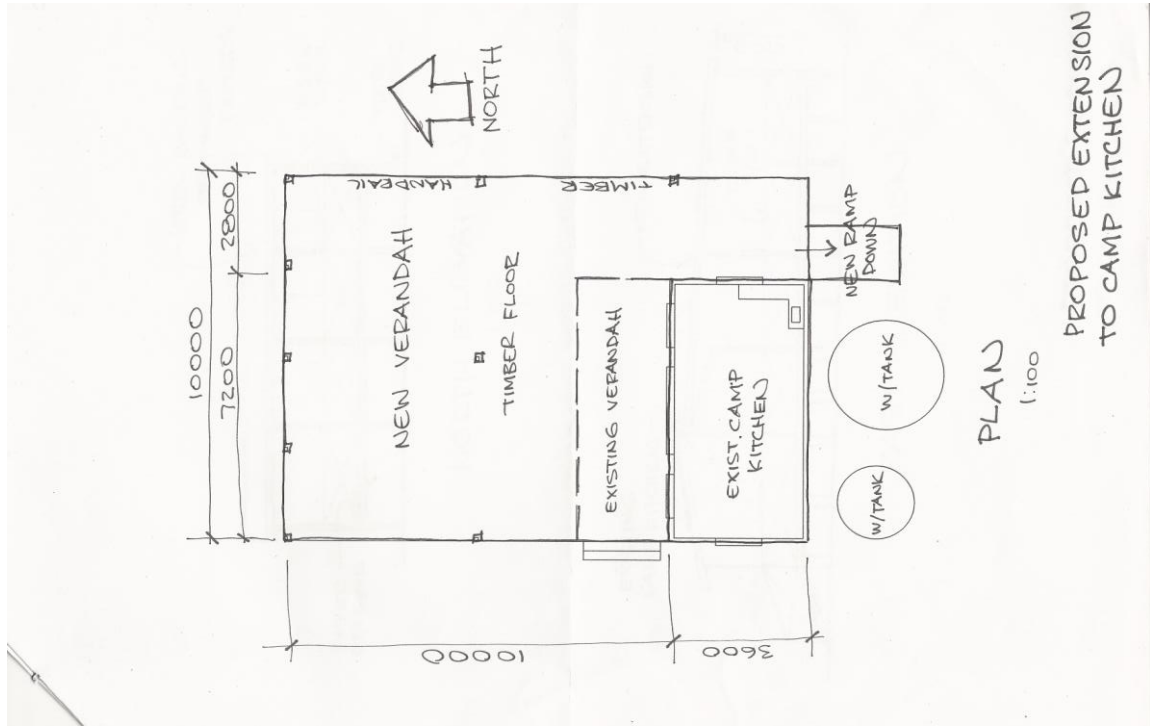 NORTH
10000
7200
2800
NEW VERANDAH
TIMBER FLOOR
HANDRAIL
TIMBER
EXISTING VERANDAH
EXIST. CAMP
KITCHEN
NEW RAMP
DOWN
10000
3600
W/TANK
W/TANK
PLAN
1:100
PROPOSED EXTENSION
TO CAMP KITCHEN